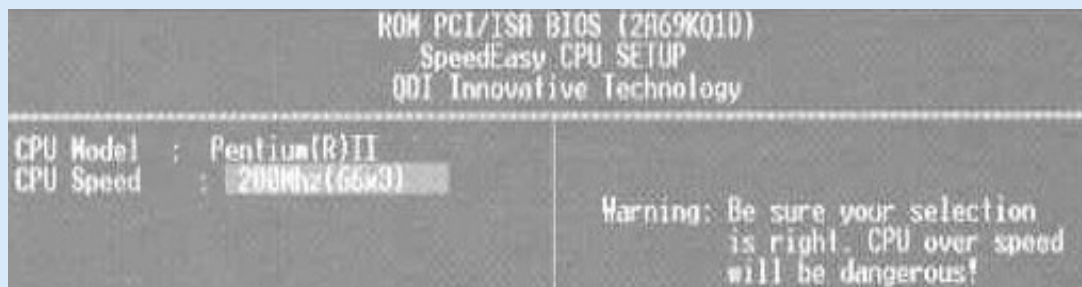 ROM PCI/ISA BIOS (2A69KQ1D)
SpeedEasy CPU SETUP
QDI Innovative Technology
CPU Model : Pentium(R)II
CPU Speed : 200Mhz(66x3)
Warning: Be sure your selection
is right. CPU over speed
will be dangerous!